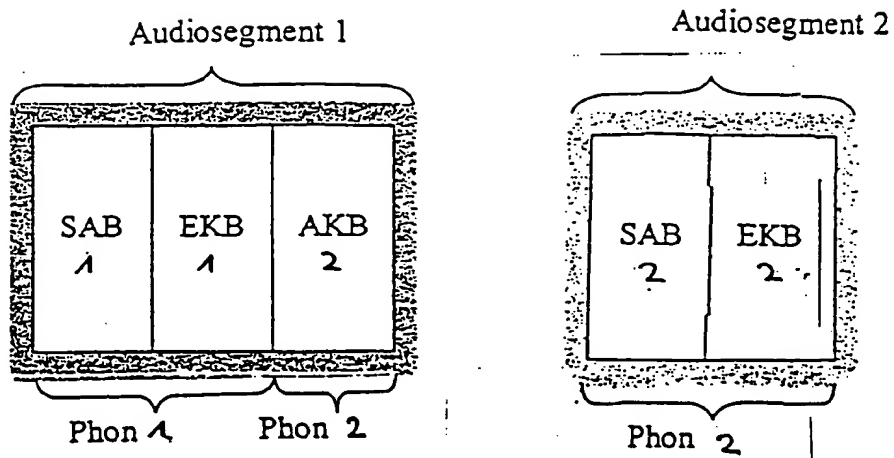 Audiosegment 1
Audiosegment 2
SAB
1
EKB
1
AKB
2
SAB
2
EKB
2
Phon 1
Phon 2
Phon 2